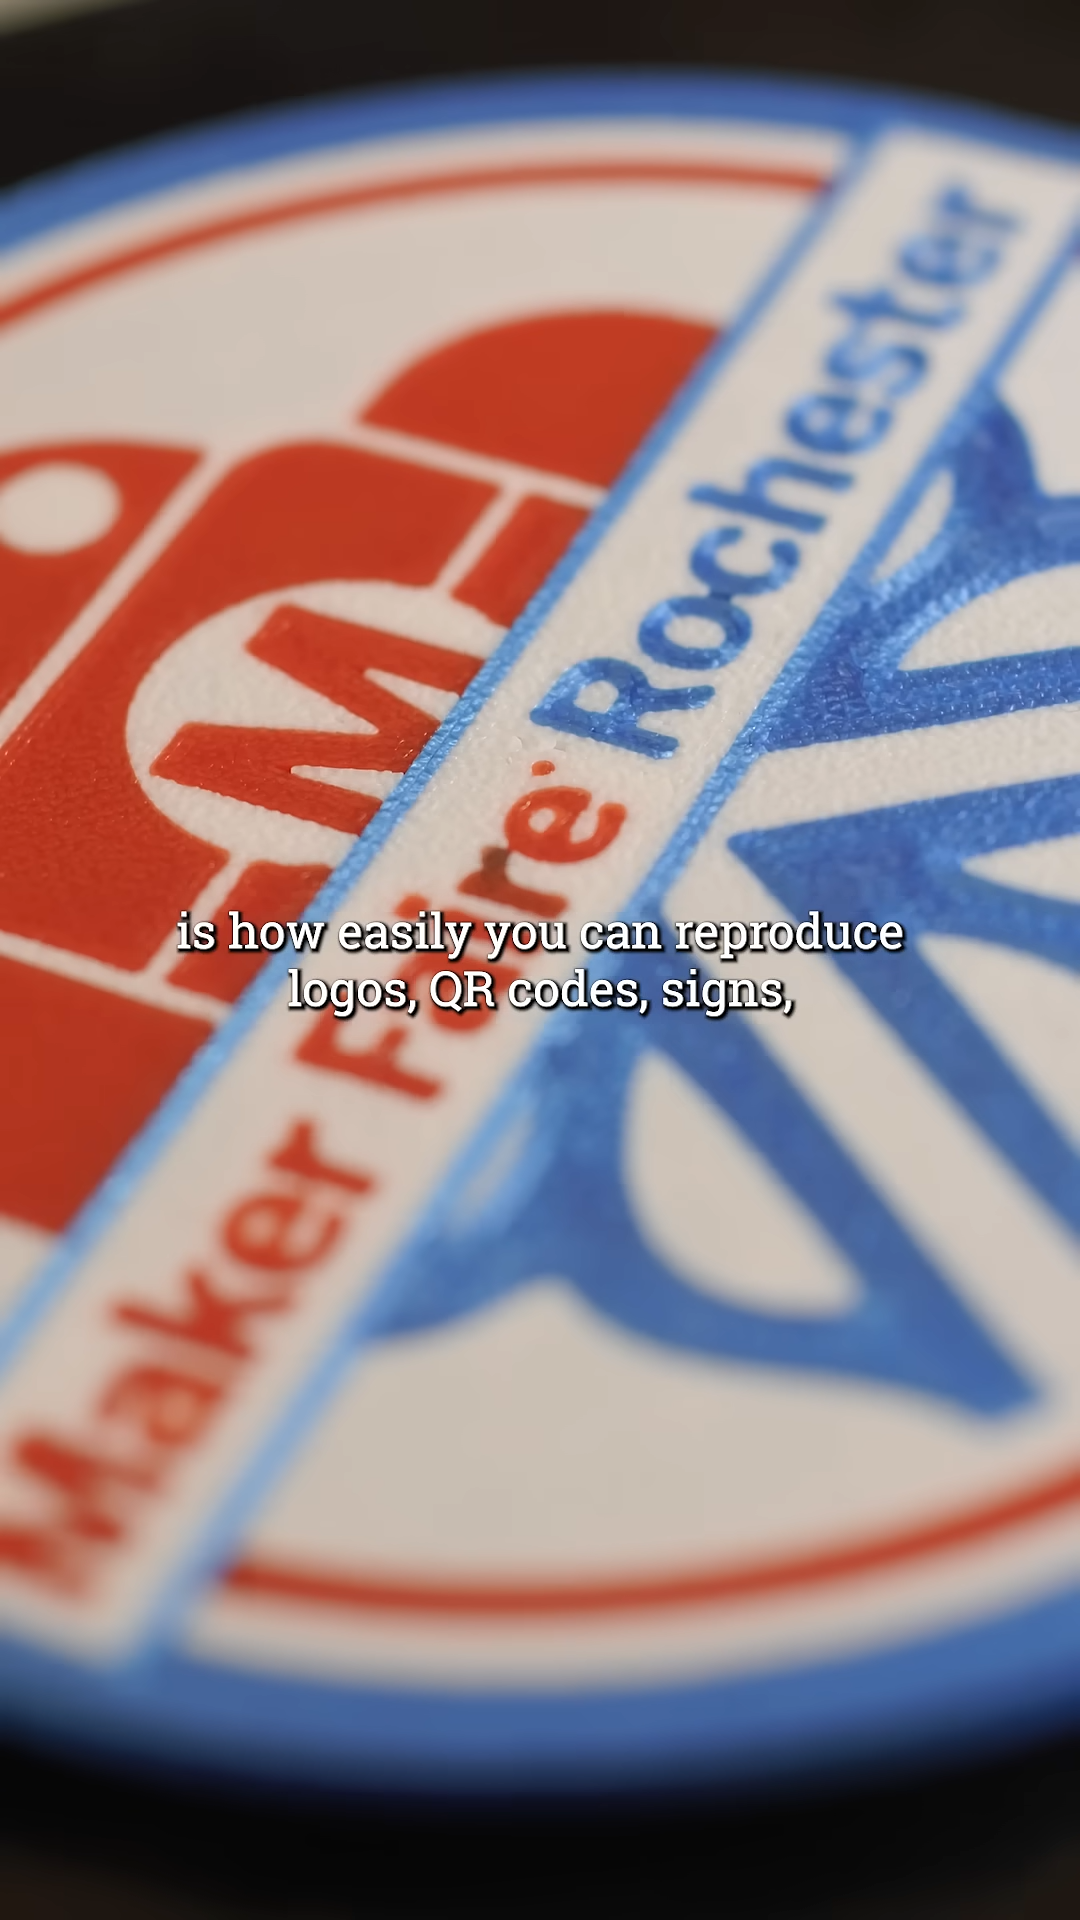 Maker Faire Rochester
M
is how easily you can reproduce
logos, QR codes, signs,